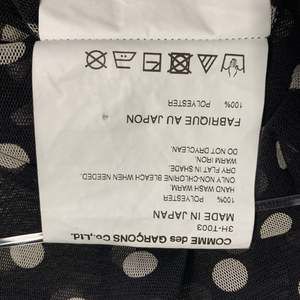 COMME des GARÇONS Co.,Ltd.
3H-T003
MADE IN JAPAN
100% POLYESTER
HAND WASH WARM.
ONLY NON-CHLORINE BLEACH WHEN NEEDED.
DRY FLAT IN SHADE.
WARM IRON.
DO NOT DRYCLEAN.
FABRIQUE AU JAPON
100% POLYESTER